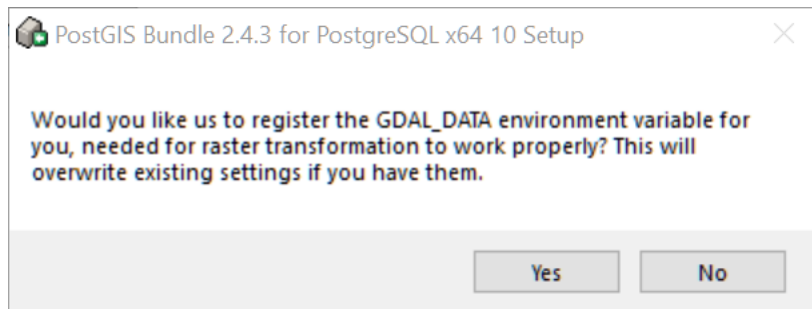 PostGIS Bundle 2.4.3 for PostgreSQL x64 10 Setup
Would you like us to register the GDAL_DATA environment variable for
you, needed for raster transformation to work properly? This will
overwrite existing settings if you have them.
Yes No